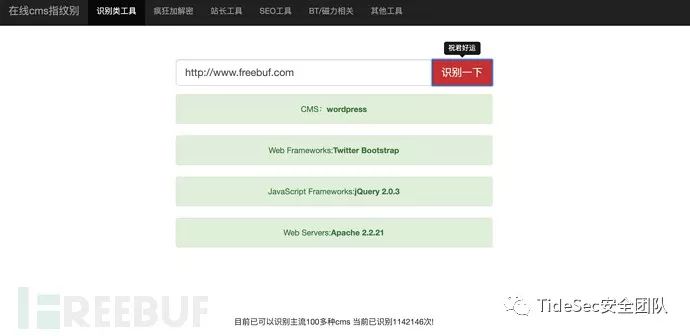 在线cms指纹别 识别类工具 疯狂加解密 站长工具 SEO工具 BT/磁力相关 其他工具
祝君好运
http://www.freebuf.com 识别一下
CMS：wordpress
Web Frameworks:Twitter Bootstrap
JavaScript Frameworks:jQuery 2.0.3
Web Servers:Apache 2.2.21
FREEBUF
TideSec安全团队
目前已可以识别主流100多种cms 当前已识别1142146次!